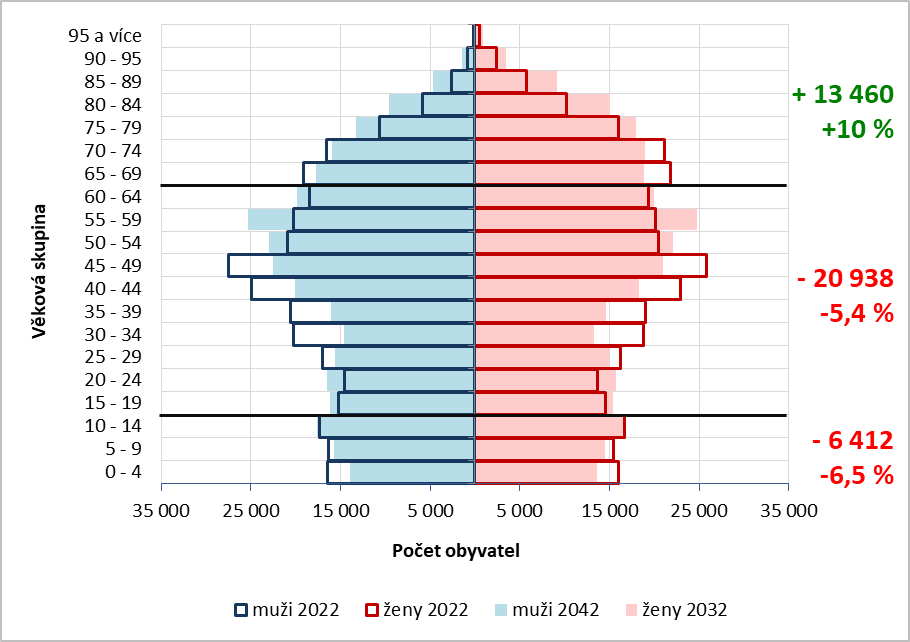 95 a více
90 - 95
85 - 89
80 - 84
75 - 79
70 - 74
65 - 69
60 - 64
55 - 59
50 - 54
45 - 49
40 - 44
35 - 39
30 - 34
25 - 29
20 - 24
15 - 19
10 - 14
5 - 9
0 - 4
Věková skupina
+ 13 460
+10 %
- 20 938
-5,4 %
- 6 412
-6,5 %
35 000 25 000 15 000 5 000 5 000 15 000 25 000 35 000
Počet obyvatel
muži 2022 ženy 2022 muži 2042 ženy 2032